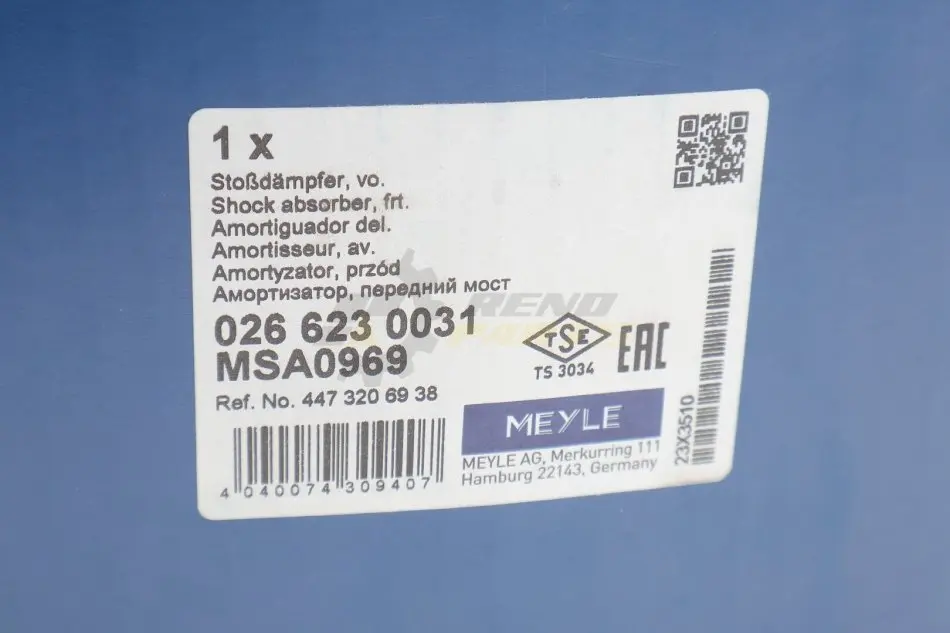 1 x
Stoßdämpfer, vo.
Shock absorber, frt.
Amortiguador del.
Amortisseur, av.
Amortyzator, przód
Амортизатор, передний мост
RENO
026 623 0031
MSA0969
Ref. No. 447 320 69 38
TSE
TS 3034
EAC
MEYLE
MEYLE AG, Merkurring 111
Hamburg 22143, Germany
4 040074 309407
23X3510